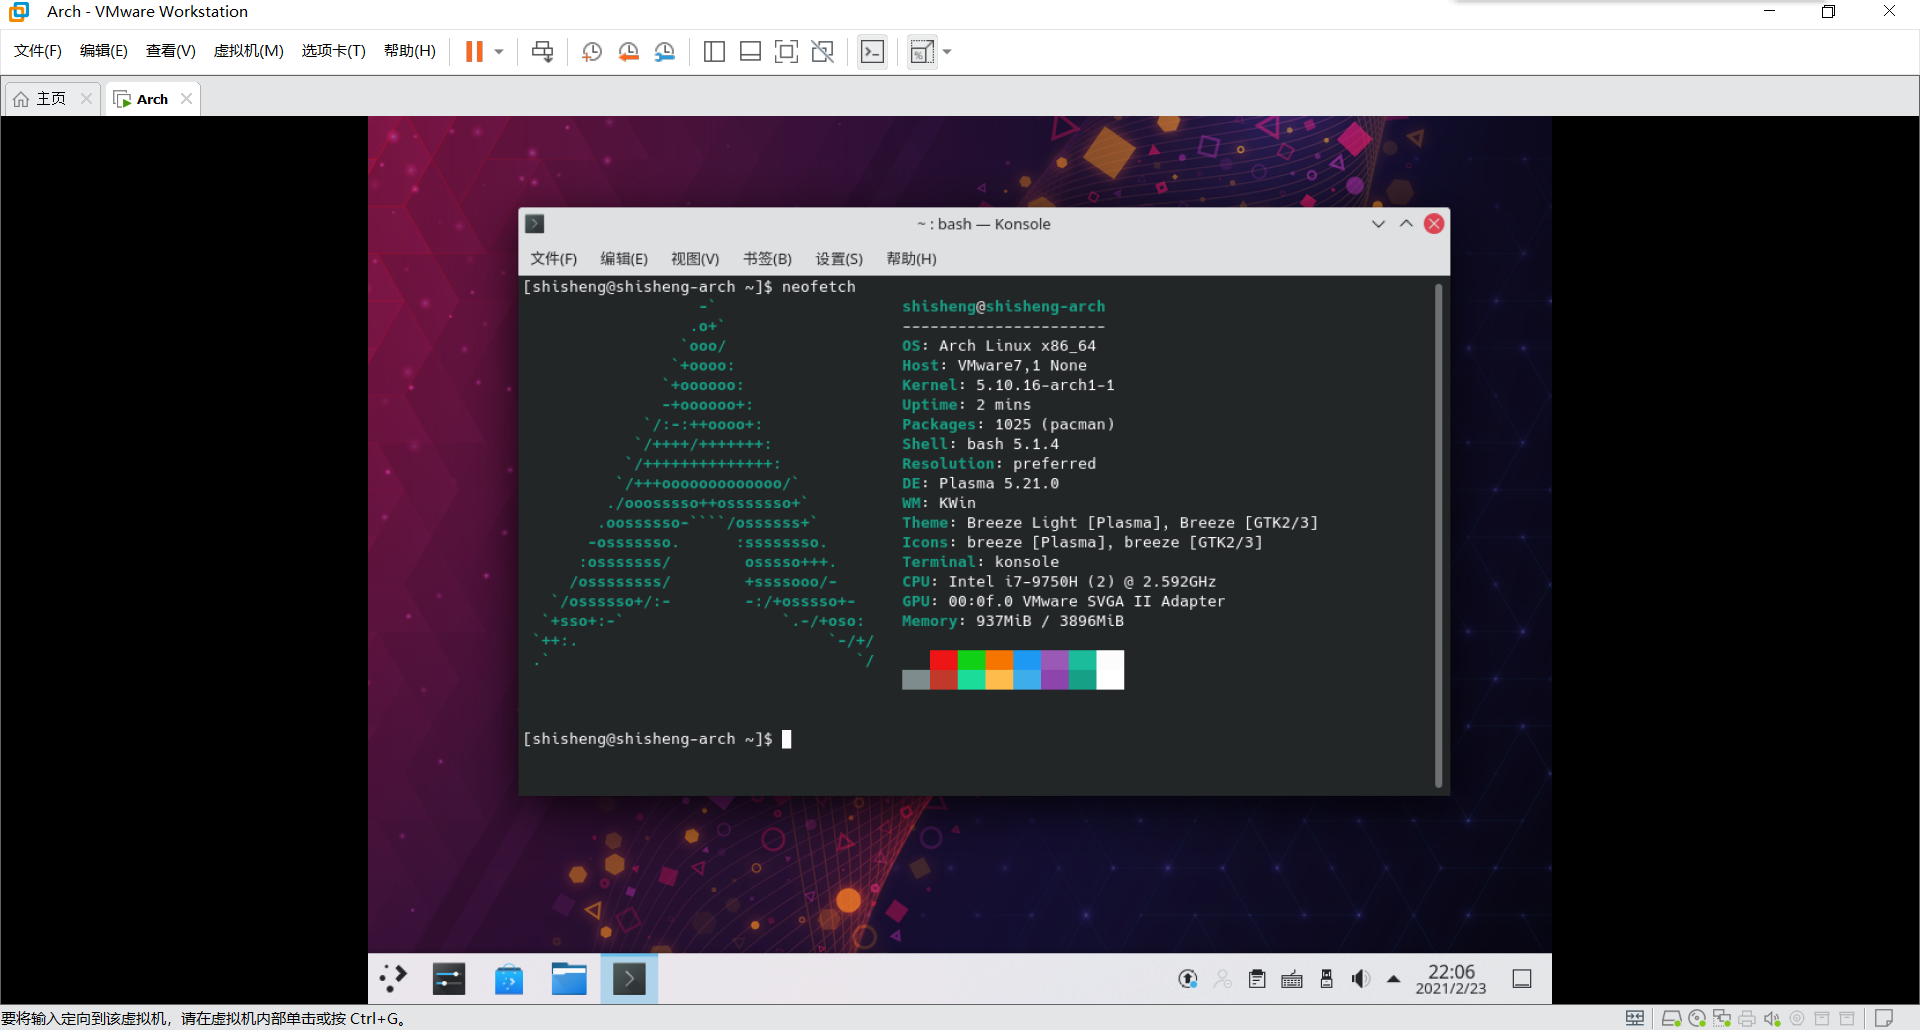 Arch - VMware Workstation
文件(F) 编辑(E) 查看(V) 虚拟机(M) 选项卡(T) 帮助(H)
主页 Arch
~ : bash — Konsole
文件(F) 编辑(E) 视图(V) 书签(B) 设置(S) 帮助(H)
[shisheng@shisheng-arch ~]$ neofetch
-` shisheng@shisheng-arch
.o+` ----------------------
`ooo/ OS: Arch Linux x86_64
`+oooo: Host: VMware7,1 None
`+oooooo: Kernel: 5.10.16-arch1-1
-+oooooo+: Uptime: 2 mins
`/:-:++oooo+: Packages: 1025 (pacman)
`/++++/+++++++: Shell: bash 5.1.4
`/++++++++++++++: Resolution: preferred
`/+++ooooooooooooo/` DE: Plasma 5.21.0
./ooosssso++osssssso+` WM: KWin
.oossssso-````/ossssss+` Theme: Breeze Light [Plasma], Breeze [GTK2/3]
-osssssso. :ssssssso. Icons: breeze [Plasma], breeze [GTK2/3]
:osssssss/ osssso+++. Terminal: konsole
/ossssssss/ +ssssooo/- CPU: Intel i7-9750H (2) @ 2.592GHz
`/ossssso+/:- -:/+osssso+- GPU: 00:0f.0 VMware SVGA II Adapter
`+sso+:-` `.-/+oso: Memory: 937MiB / 3896MiB
`++:. `-/+/
.` `/
[shisheng@shisheng-arch ~]$
22:06
2021/2/23
要将输入定向到该虚拟机，请在虚拟机内部单击或按 Ctrl+G。